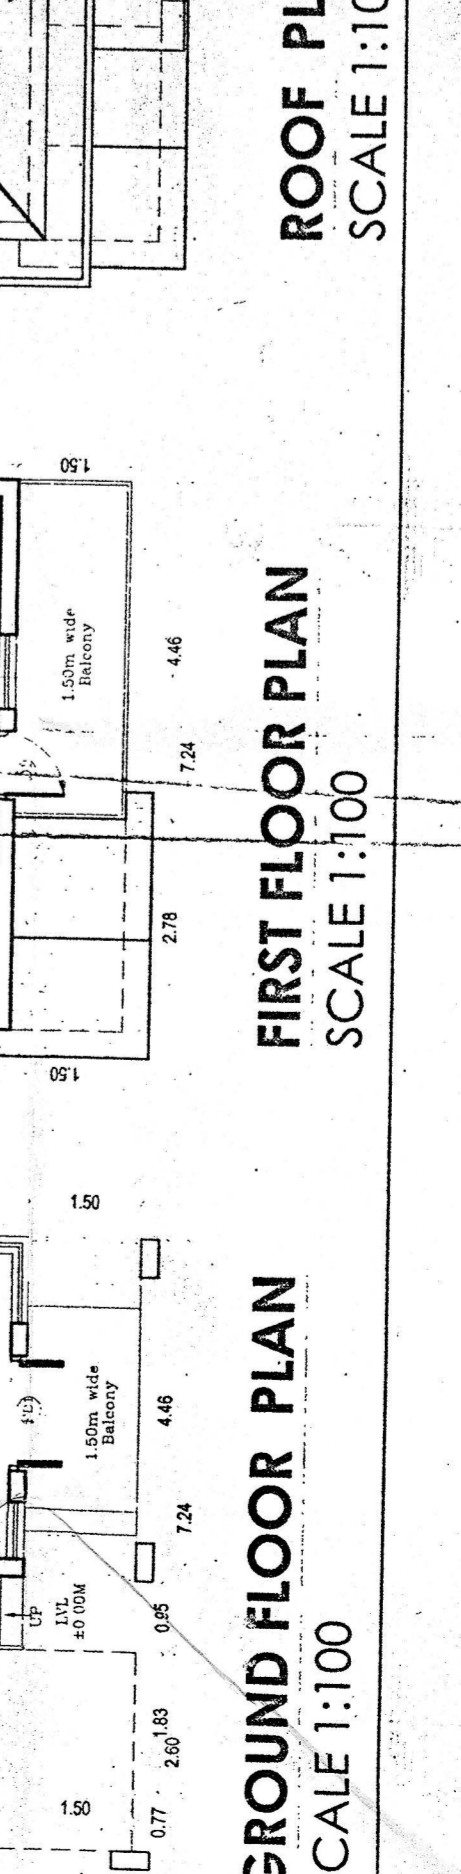 ROOF PL
SCALE 1:10
1.50
1.50m wide
Balcony
4.46
7.24
2.78
1.50
FIRST FLOOR PLAN
SCALE 1:100
1.50
1.50m wide
Balcony
4.46
7.24
UP
LVL
±0.00M
0.95
1.83
2.60
0.77
1.50
GROUND FLOOR PLAN
CALE 1:100